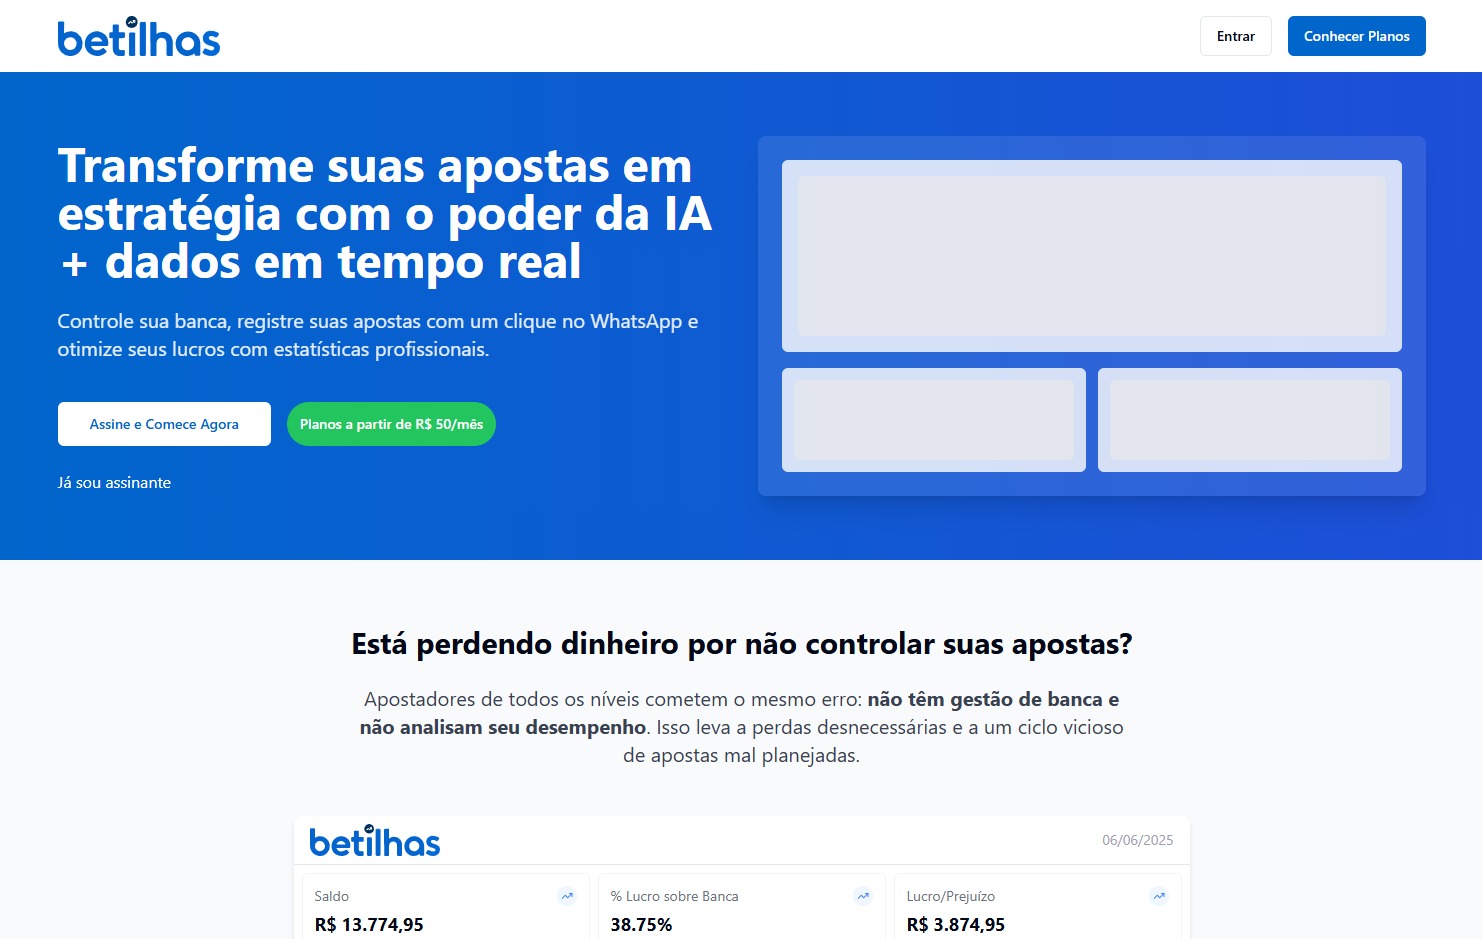 betilhas
Entrar
Conhecer Planos
Transforme suas apostas em
estratégia com o poder da IA
+ dados em tempo real
Controle sua banca, registre suas apostas com um clique no WhatsApp e
otimize seus lucros com estatísticas profissionais.
Assine e Comece Agora
Planos a partir de R$ 50/mês
Já sou assinante
Está perdendo dinheiro por não controlar suas apostas?
Apostadores de todos os níveis cometem o mesmo erro: não têm gestão de banca e
não analisam seu desempenho. Isso leva a perdas desnecessárias e a um ciclo vicioso
de apostas mal planejadas.
betilhas
06/06/2025
Saldo
R$ 13.774,95
% Lucro sobre Banca
38.75%
Lucro/Prejuízo
R$ 3.874,95